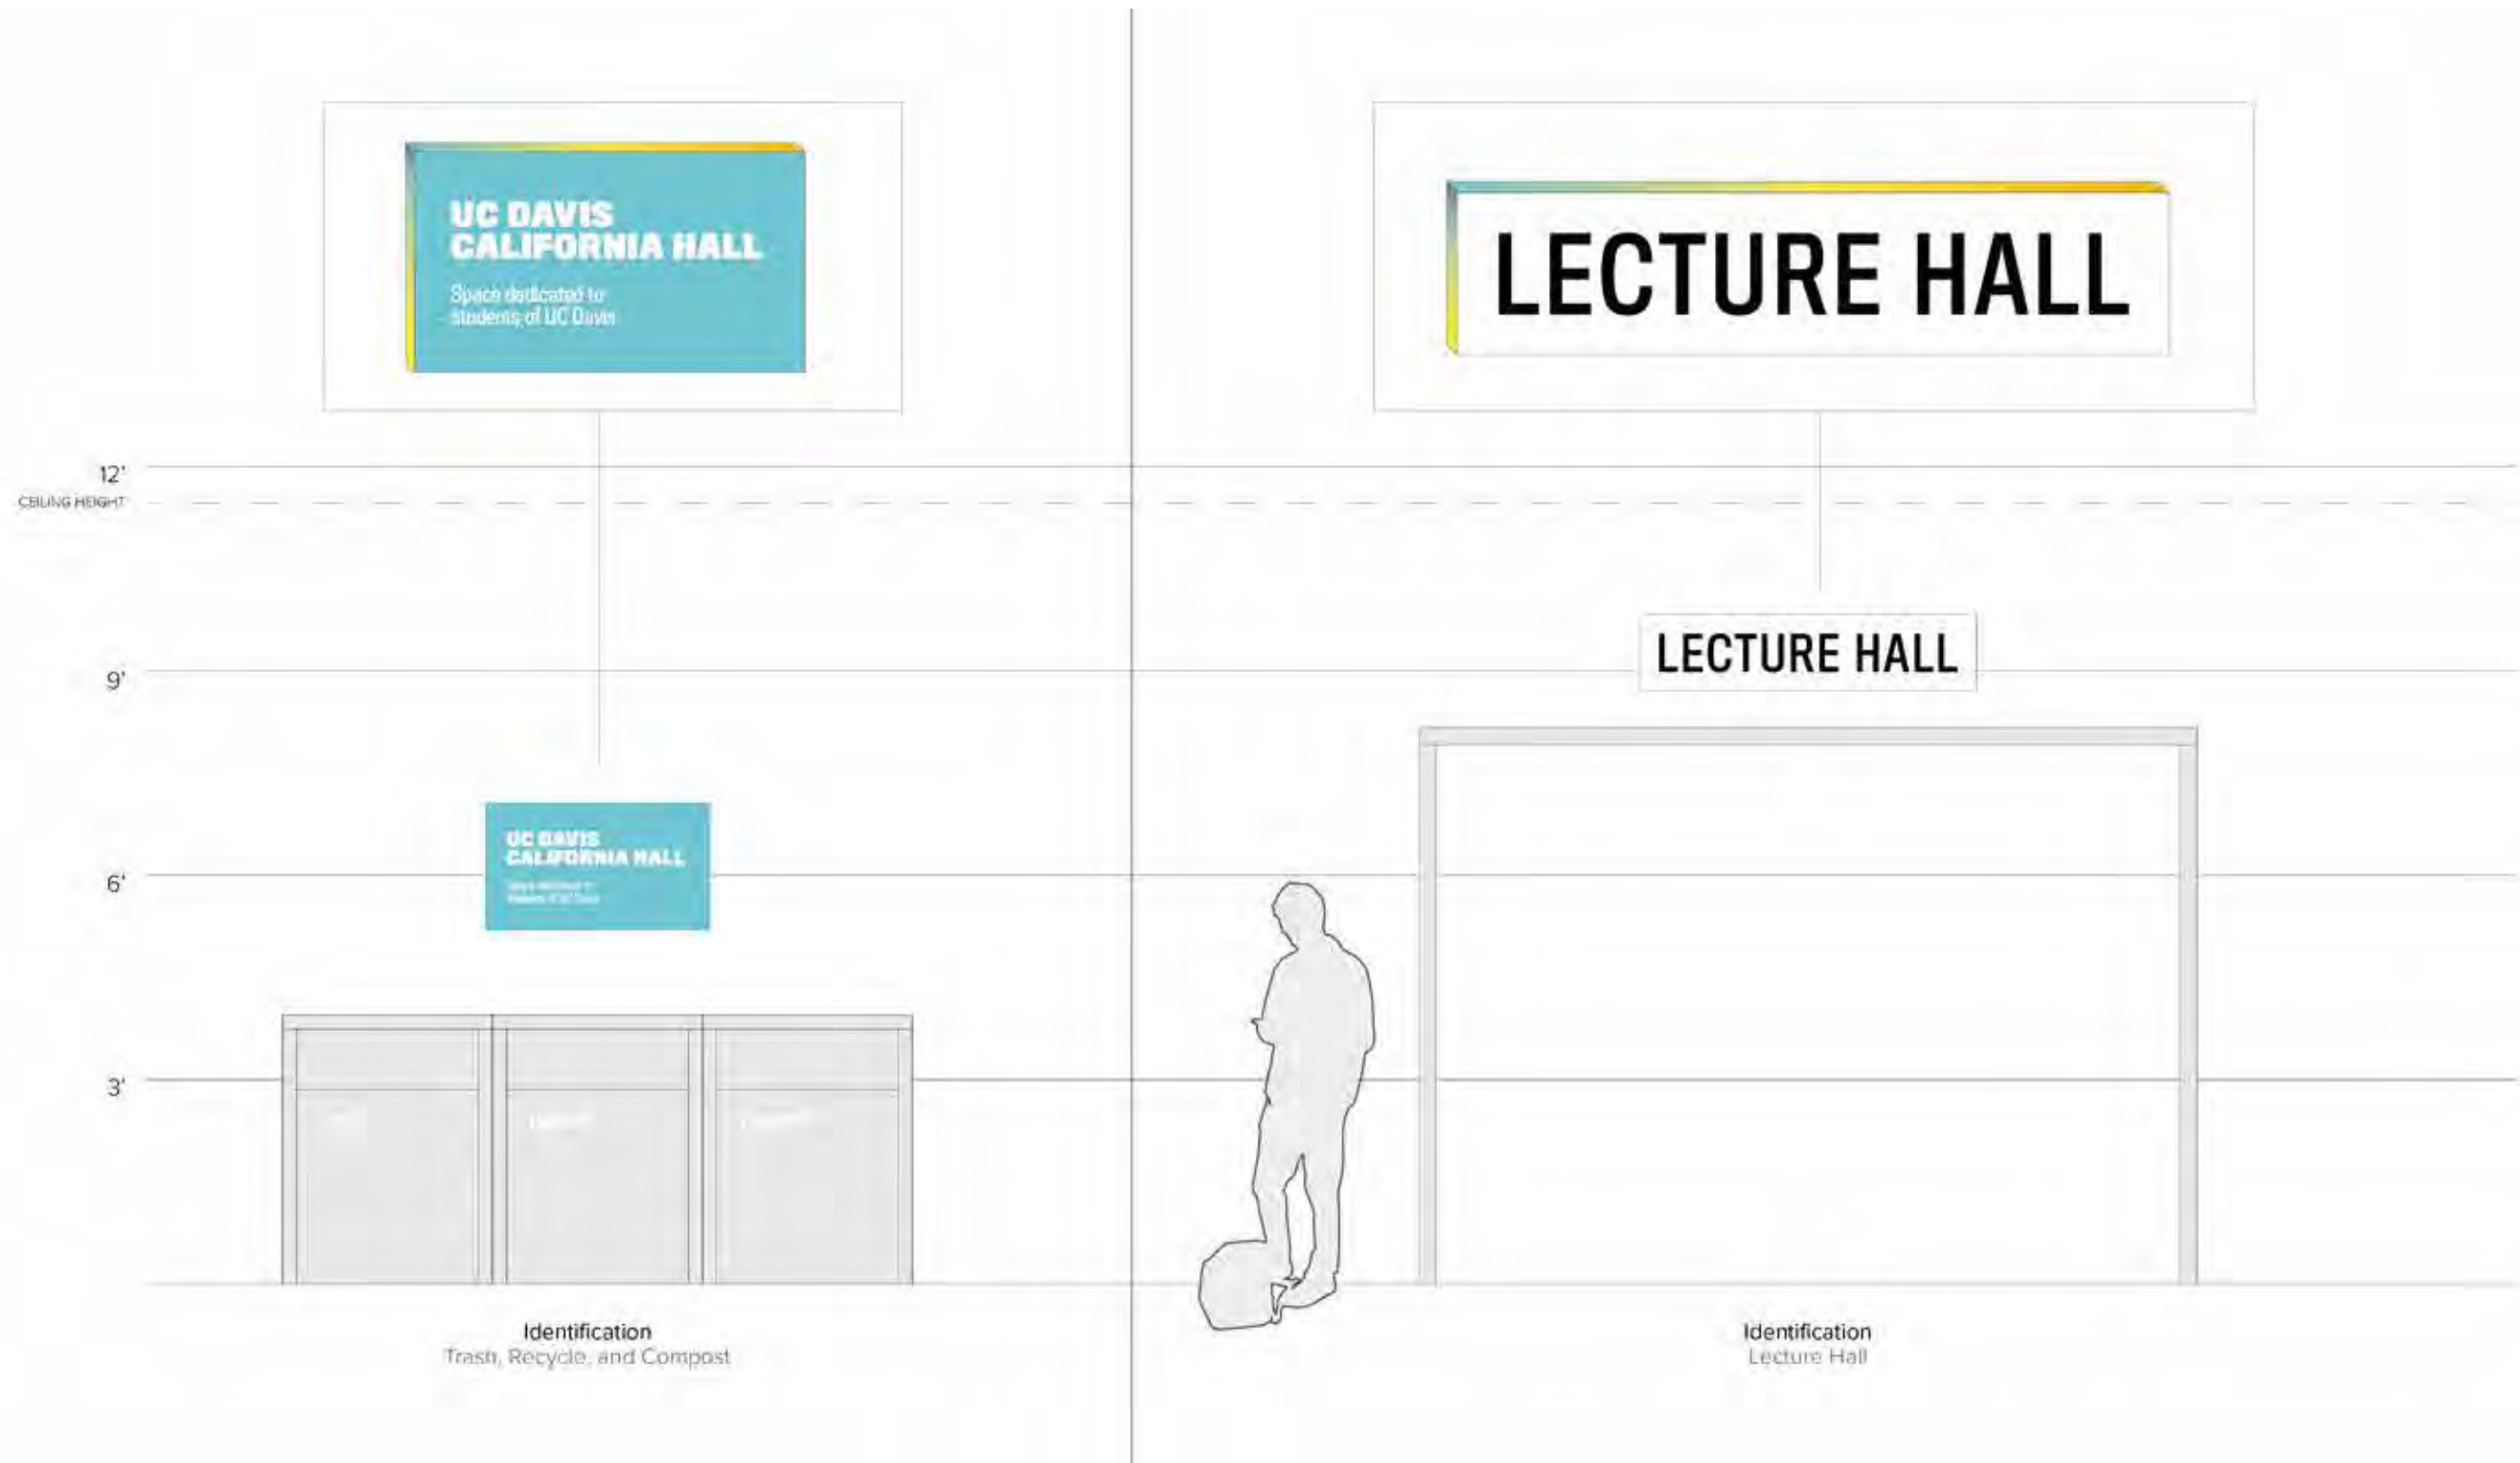 UC DAVIS
CALIFORNIA HALL
Space dedicated to
students of UC Davis
LECTURE HALL
12'
CEILING HEIGHT
9'
LECTURE HALL
UC DAVIS
CALIFORNIA HALL
6'
3'
Identification
Trash, Recycle, and Compost
Identification
Lecture Hall